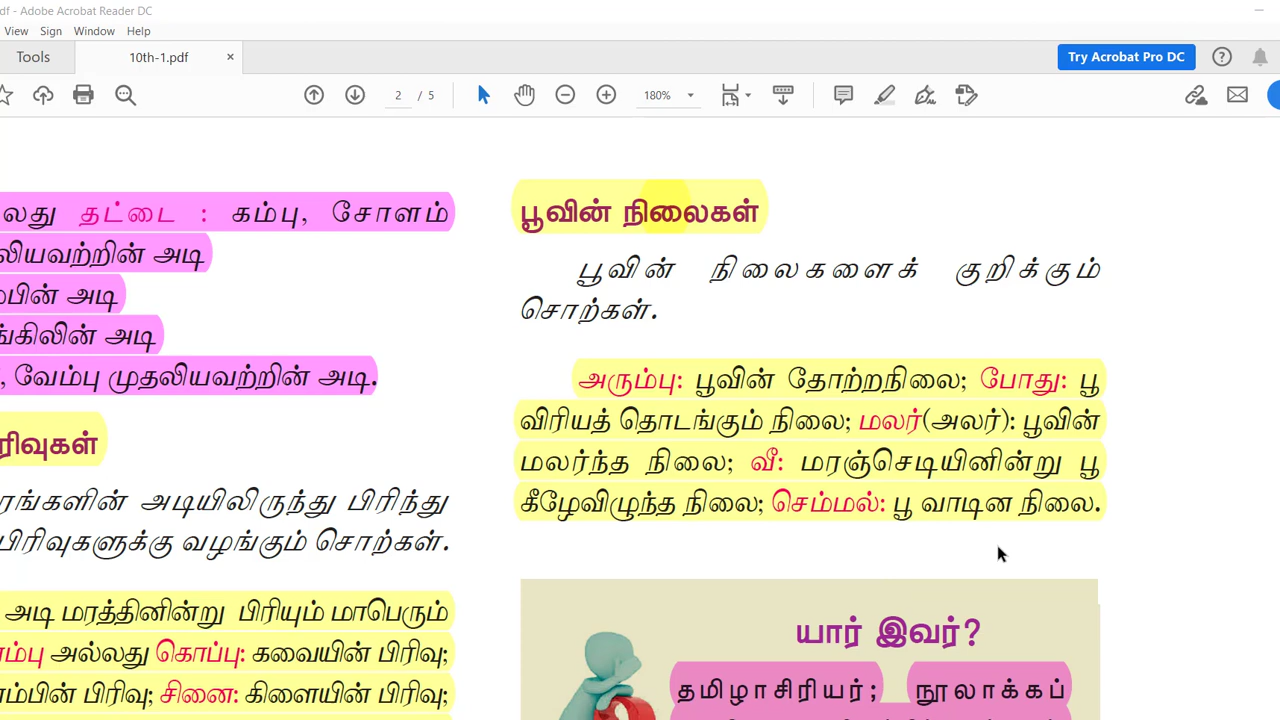 df - Adobe Acrobat Reader DC
View Sign Window Help
Tools 10th-1.pdf × Try Acrobat Pro DC ?
2 / 5 180%
லது தட்டை : கம்பு, சோளம்
லியவற்றின் அடி
ம்பின் அடி
ங்கிலின் அடி
, வேம்பு முதலியவற்றின் அடி.
ரிவுகள்
ரங்களின் அடியிலிருந்து பிரிந்து
பிரிவுகளுக்கு வழங்கும் சொற்கள்.
அடி மரத்தினின்று பிரியும் மாபெரும்
ம்பு அல்லது கொப்பு: கவையின் பிரிவு;
ம்பின் பிரிவு; சினை: கிளையின் பிரிவு;
பூவின் நிலைகள்
பூவின் நிலைகளைக் குறிக்கும்
சொற்கள்.
அரும்பு: பூவின் தோற்றநிலை; போது: பூ
விரியத் தொடங்கும் நிலை; மலர்(அலர்): பூவின்
மலர்ந்த நிலை; வீ: மரஞ்செடியினின்று பூ
கீழேவிழுந்த நிலை; செம்மல்: பூ வாடின நிலை.
யார் இவர்?
தமிழாசிரியர்; நூலாக்கப்